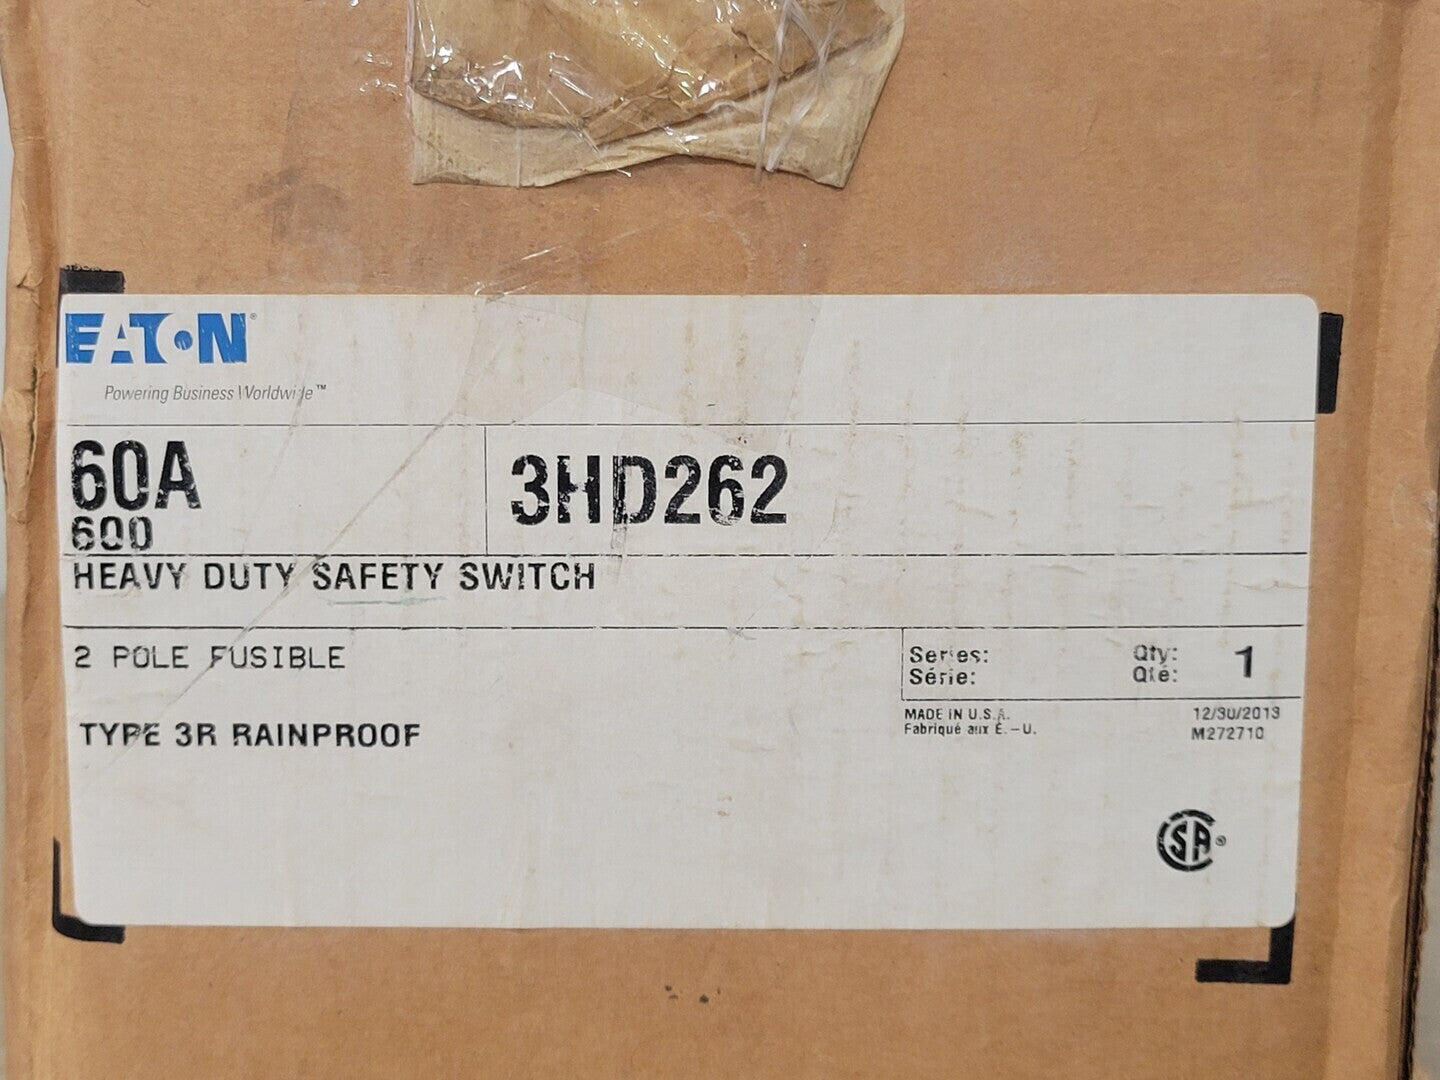 EATON®
Powering Business Worldwide™
60A
3HD262
600
HEAVY DUTY SAFETY SWITCH
2 POLE FUSIBLE
Series:
Série:
Qty:
Qté:
1
TYPE 3R RAINPROOF
MADE IN U.S.A.
Fabriqué aux É.-U.
12/30/2013
M272710
SA®